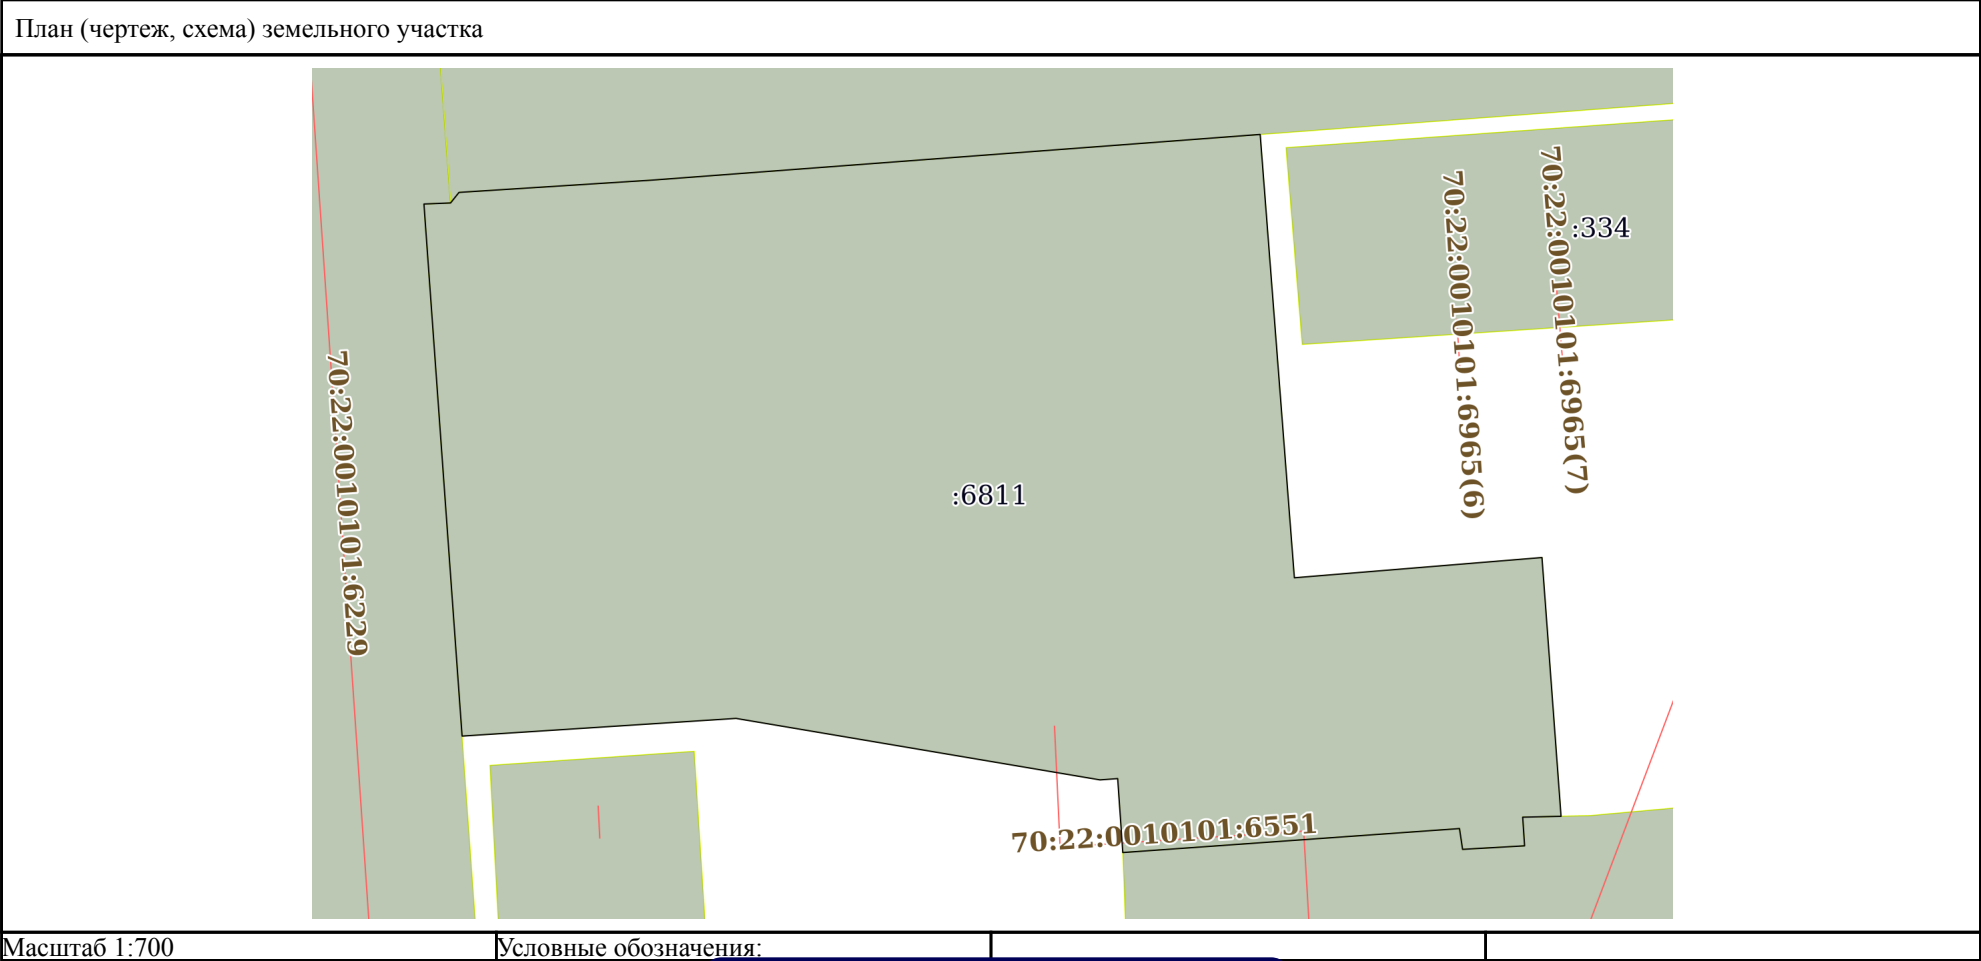 План (чертеж, схема) земельного участка
:334
70:22:0010101:6965(7)
70:22:0010101:6965(6)
70:22:0010101:6229
:6811
70:22:0010101:6551
Масштаб 1:700
Условные обозначения: